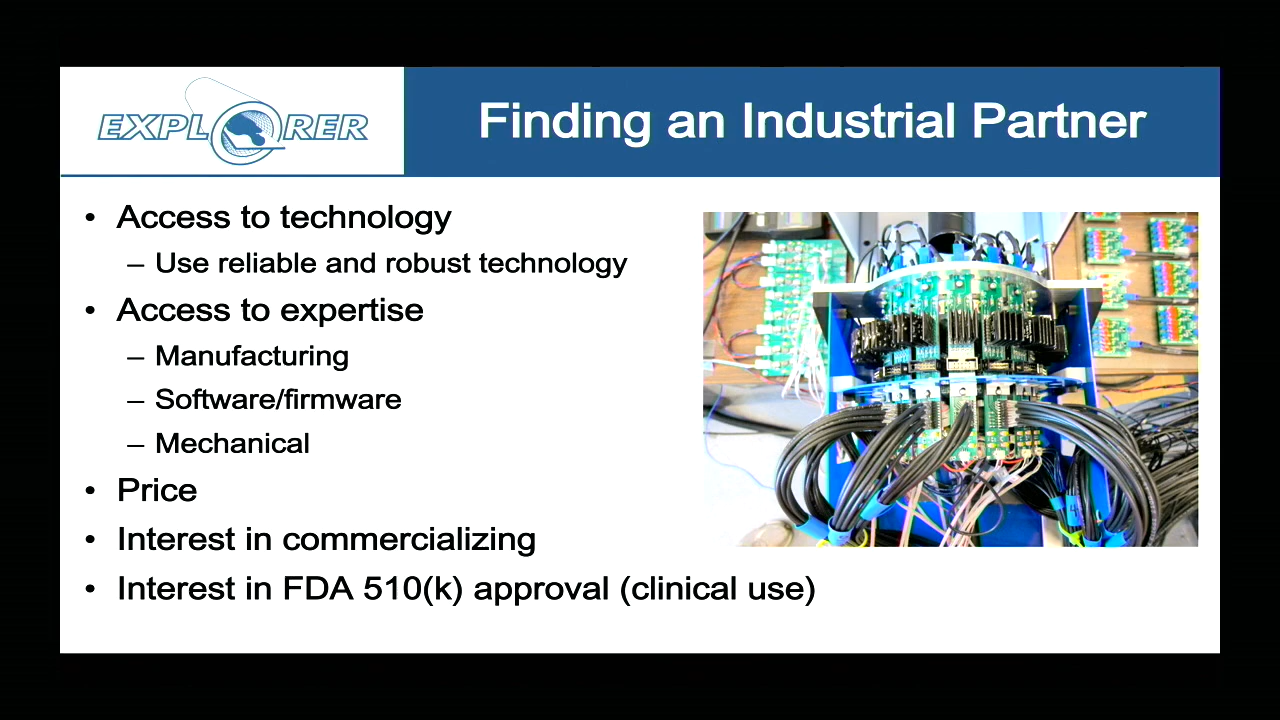 EXPLORER
Finding an Industrial Partner
• Access to technology
– Use reliable and robust technology
• Access to expertise
– Manufacturing
– Software/firmware
– Mechanical
• Price
• Interest in commercializing
• Interest in FDA 510(k) approval (clinical use)